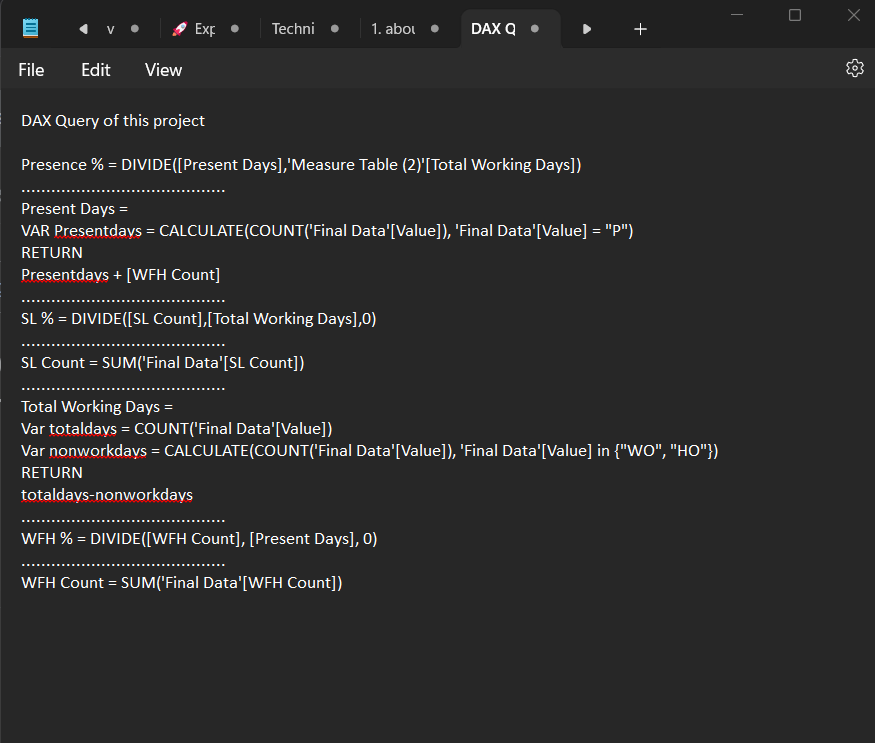 v
Exp
Techni
1. abou
DAX Q
File
Edit
View
DAX Query of this project
Presence % = DIVIDE([Present Days],'Measure Table (2)'[Total Working Days])
.........................................
Present Days =
VAR Presentdays = CALCULATE(COUNT('Final Data'[Value]), 'Final Data'[Value] = "P")
RETURN
Presentdays + [WFH Count]
.........................................
SL % = DIVIDE([SL Count],[Total Working Days],0)
.........................................
SL Count = SUM('Final Data'[SL Count])
.........................................
Total Working Days =
Var totaldays = COUNT('Final Data'[Value])
Var nonworkdays = CALCULATE(COUNT('Final Data'[Value]), 'Final Data'[Value] in {"WO", "HO"})
RETURN
totaldays-nonworkdays
.........................................
WFH % = DIVIDE([WFH Count], [Present Days], 0)
.........................................
WFH Count = SUM('Final Data'[WFH Count])